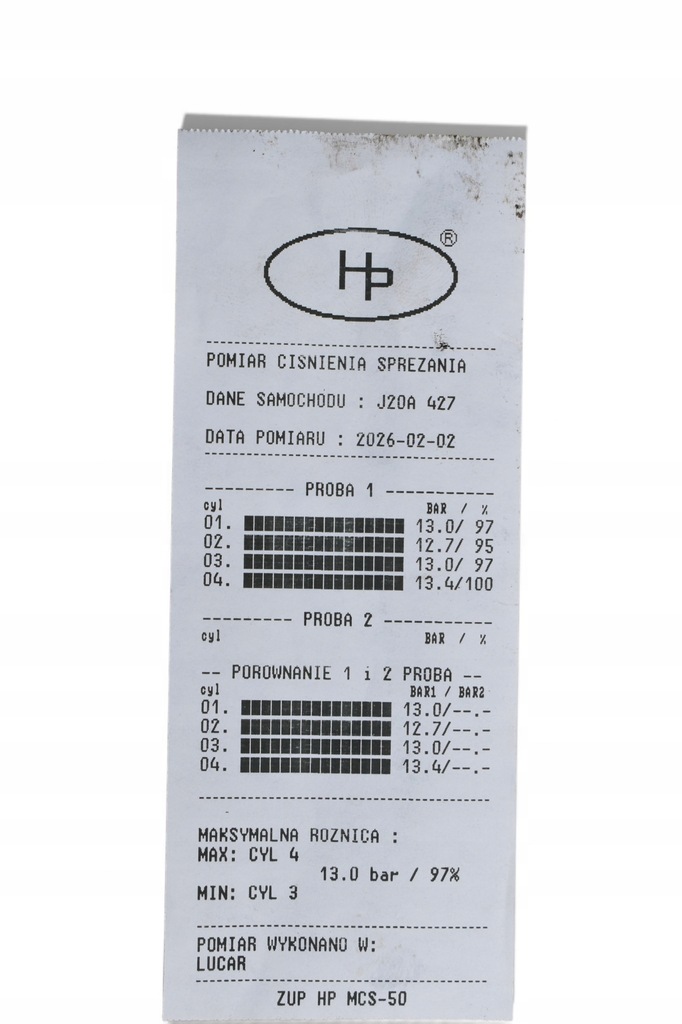 HP ®
POMIAR CISNIENIA SPREZANIA
DANE SAMOCHODU : J20A 427
DATA POMIARU : 2026-02-02
--------- PROBA 1 -----------
cyl BAR / %
01. 13.0/ 97
02. 12.7/ 95
03. 13.0/ 97
04. 13.4/100
--------- PROBA 2 -----------
cyl BAR / %
-- POROWNANIE 1 i 2 PROBA --
cyl BAR1 / BAR2
01. 13.0/--.-
02. 12.7/--.-
03. 13.0/--.-
04. 13.4/--.-
MAKSYMALNA ROZNICA :
MAX: CYL 4
13.0 bar / 97%
MIN: CYL 3
POMIAR WYKONANO W:
LUCAR
ZUP HP MCS-50